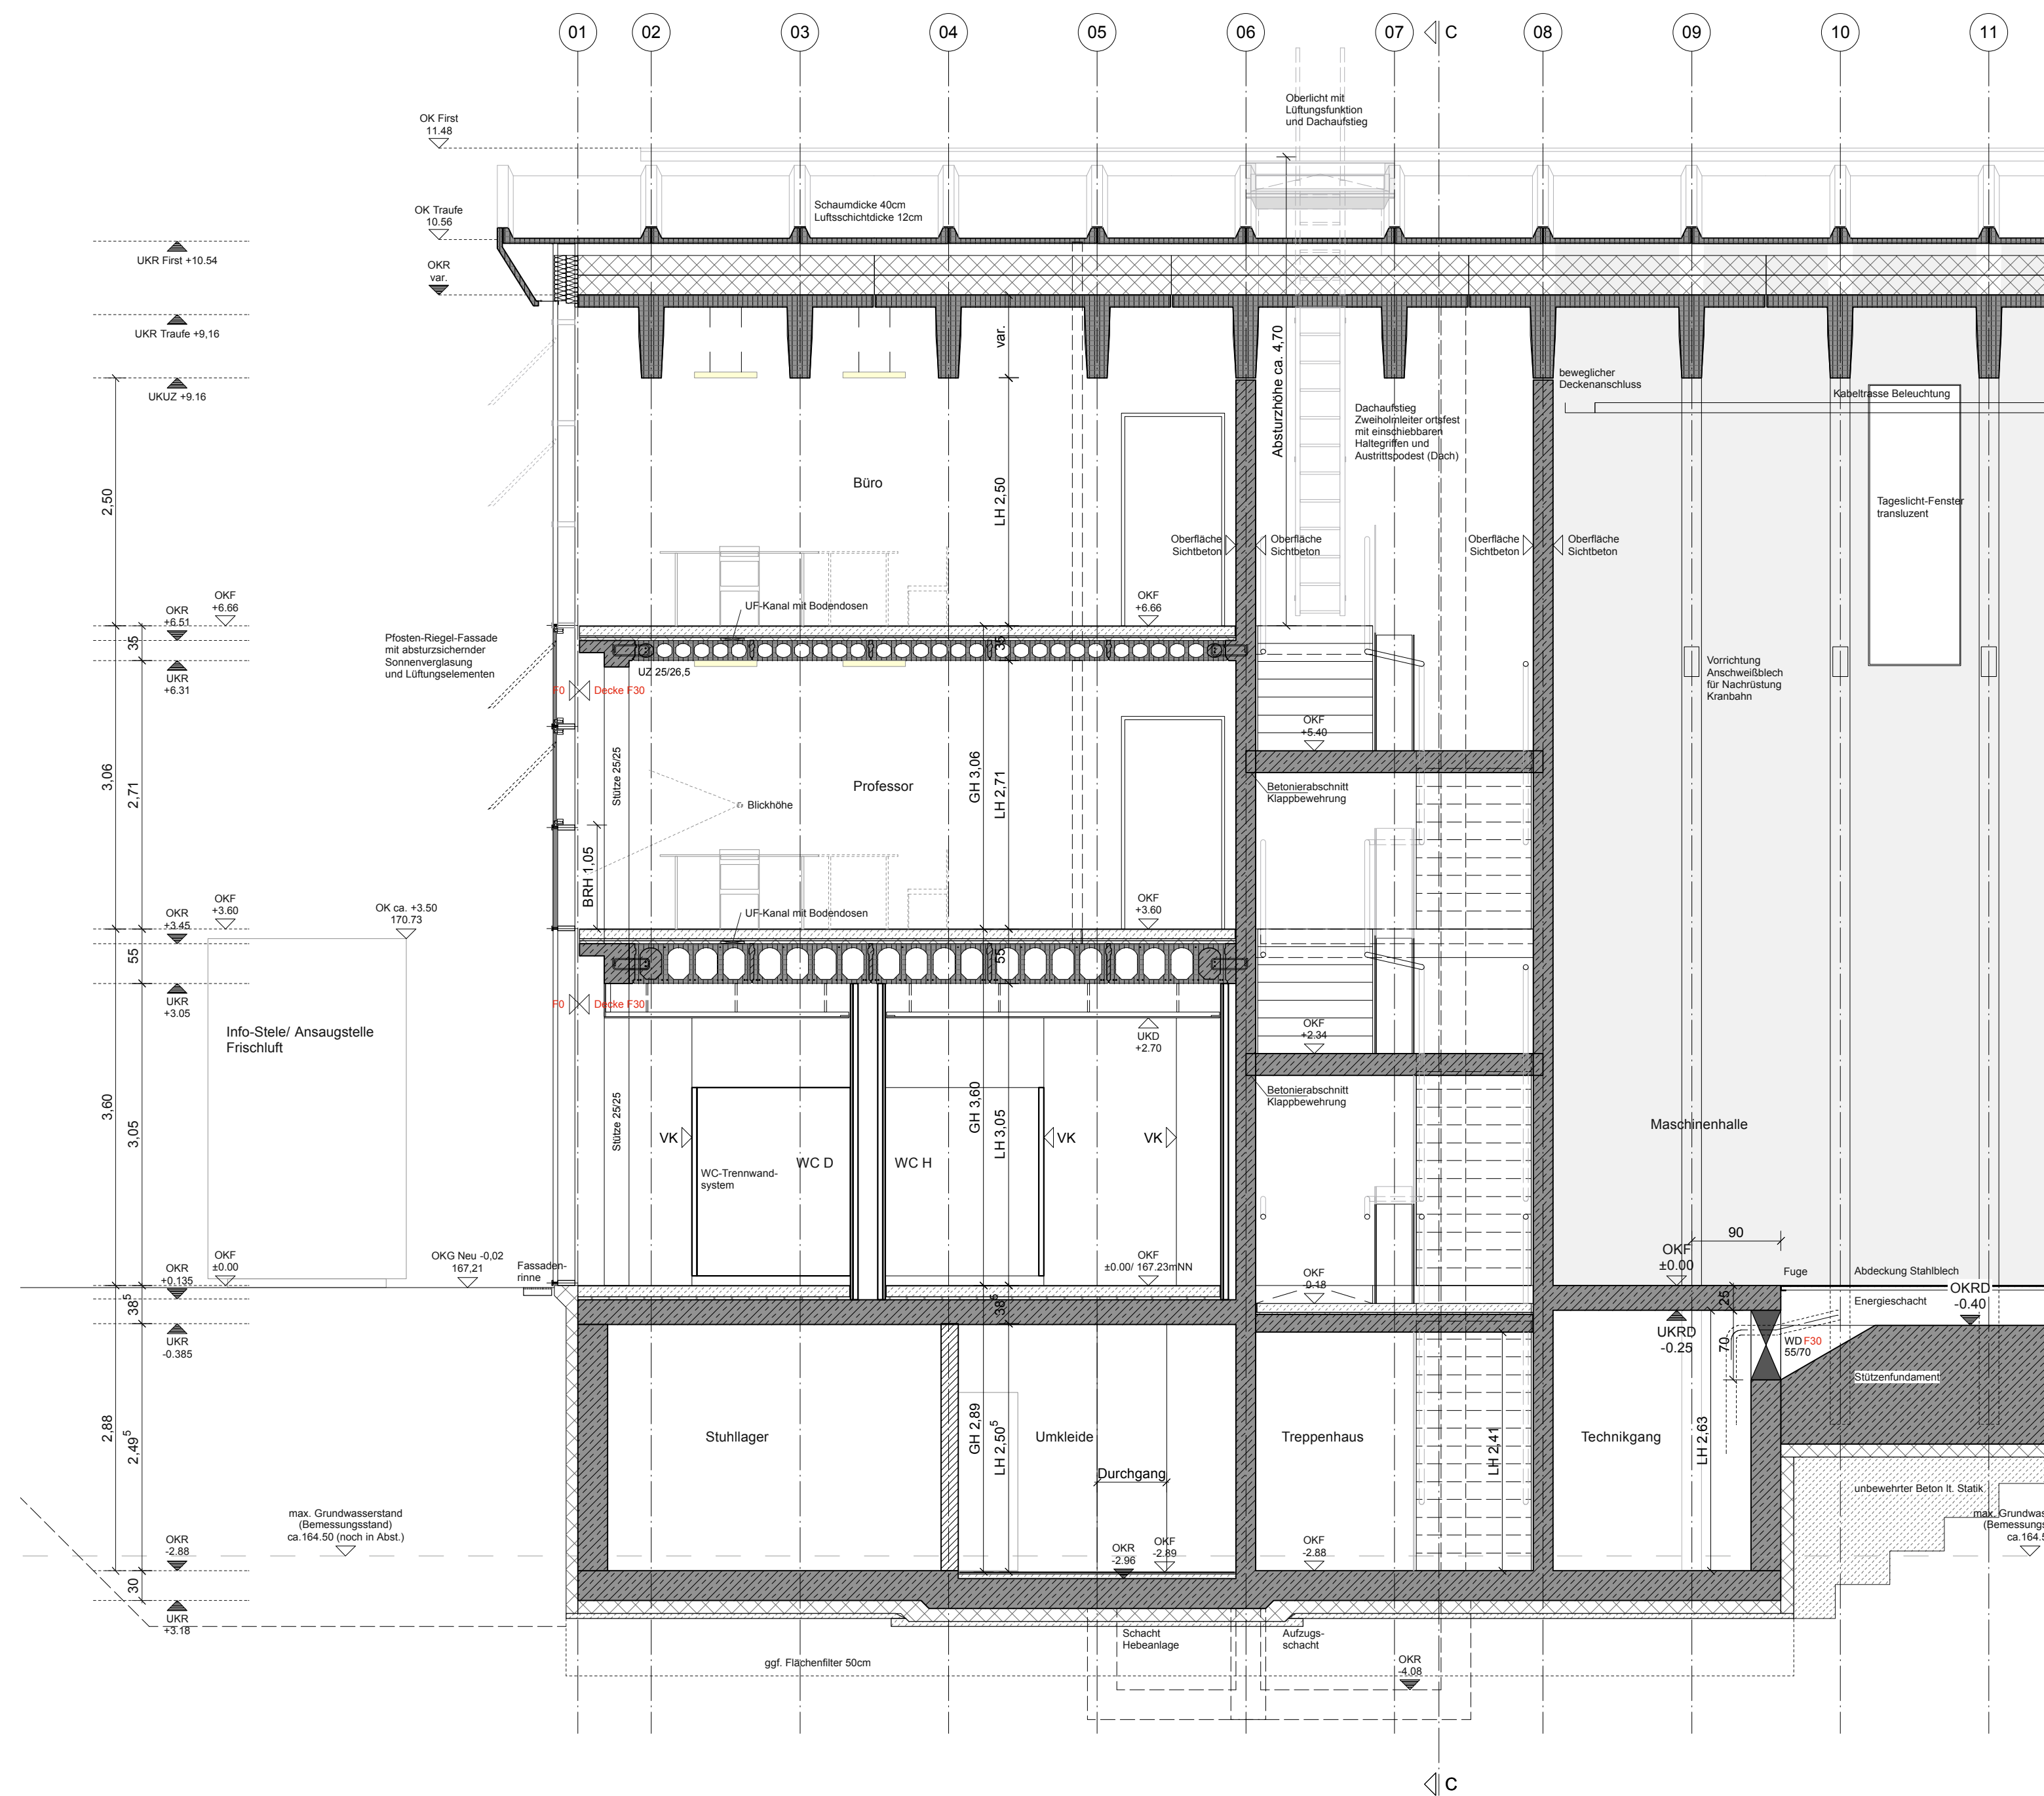 01
02
03
04
05
06
07
C
08
09
10
11
Oberlicht mit
Lüftungsfunktion
und Dachaufstieg
OK First
11.48
OK Traufe
10.56
Schaumdicke 40cm
Luftsschichtdicke 12cm
UKR First +10.54
OKR
var.
UKR Traufe +9,16
UKUZ +9.16
var.
Absturzhöhe ca. 4,70
beweglicher
Deckenanschluss
Kabeltrasse Beleuchtung
Dachaufstieg
Zweiholmleiter ortsfest
mit einschiebbaren
Haltegriffen und
Austrittspodest (Dach)
2,50
Büro
LH 2,50
Tageslicht-Fenster
transluzent
Oberfläche
Sichtbeton
Oberfläche
Sichtbeton
Oberfläche
Sichtbeton
Oberfläche
Sichtbeton
OKR
+6.51
OKF
+6.66
UF-Kanal mit Bodendosen
OKF
+6.66
35
35
Pfosten-Riegel-Fassade
mit absturzsichernder
Sonnenverglasung
und Lüftungselementen
UKR
+6.31
UZ 25/26,5
F0
Decke F30
Vorrichtung
Anschweißblech
für Nachrüstung
Kranbahn
OKF
+5.40
3,06
2,71
Stütze 25/25
Professor
Blickhöhe
GH 3,06
LH 2,71
Betonierabschnitt
Klappbewehrung
BRH 1,05
OKR
+3.45
OKF
+3.60
OK ca. +3.50
170.73
UF-Kanal mit Bodendosen
OKF
+3.60
55
55
UKR
+3.05
F0
Decke F30
Info-Stele/ Ansaugstelle
Frischluft
UKD
+2.70
OKF
+2.34
3,60
3,05
Stütze 25/25
GH 3,60
LH 3,05
Betonierabschnitt
Klappbewehrung
Maschinenhalle
VK
VK
VK
WC-Trennwand-
system
WC D
WC H
90
OKR
+0.135
OKF
±0.00
OKG Neu -0,02
167,21
Fassaden-
rinne
OKF
±0.00/ 167.23mNN
OKF
-0.18
OKF
±0.00
Fuge
Abdeckung Stahlblech
OKRD
-0.40
Energieschacht
25
38⁵
38⁵
UKR
-0.385
UKRD
-0.25
70
WD F30
55/70
Stützenfundament
2,88
2,49⁵
Stuhllager
GH 2,89
LH 2,50⁵
Umkleide
Durchgang
Treppenhaus
LH 2,41
Technikgang
LH 2,63
unbewehrter Beton lt. Statik
max. Grundwasserstand
(Bemessungsstand)
ca.164.50 (noch in Abst.)
max. Grundwas
(Bemessungs
ca.164.5
OKR
-2.88
OKR
-2.96
OKF
-2.89
OKF
-2.88
30
UKR
+3.18
Schacht
Hebeanlage
Aufzugs-
schacht
ggf. Flächenfilter 50cm
OKR
-4.08
C